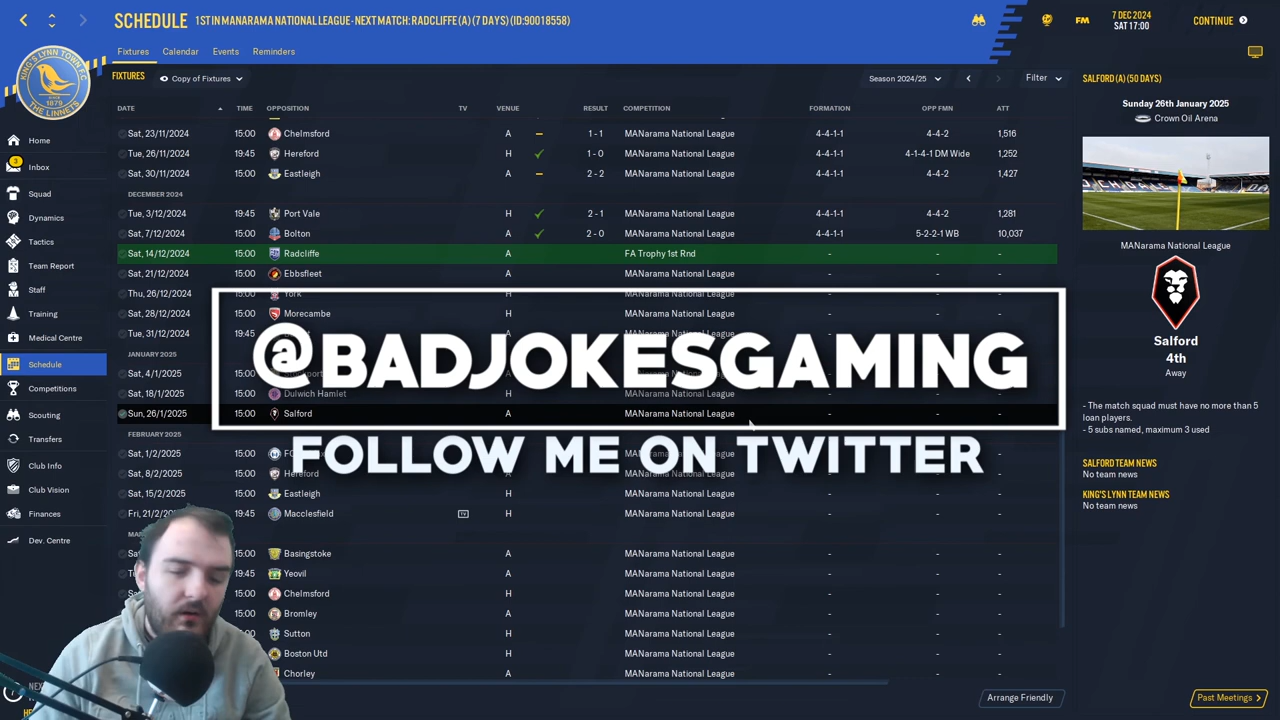 SCHEDULE 1ST IN MANARAMA NATIONAL LEAGUE - NEXT MATCH: RADCLIFFE (A) (7 DAYS) (ID:90018558)
FM
7 DEC 2024
SAT 17:00
CONTINUE
Fixtures Calendar Events Reminders
KING'S LYNN TOWN FC
1879
THE LINNETS
FIXTURES Copy of Fixtures Season 2024/25 Filter
DATE TIME OPPOSITION TV VENUE RESULT COMPETITION FORMATION OPP FMN ATT
Sat, 23/11/2024 15:00 Chelmsford A 1 - 1 MANarama National League 4-4-1-1 4-4-2 1,516
Tue, 26/11/2024 19:45 Hereford H 1 - 0 MANarama National League 4-4-1-1 4-1-4-1 DM Wide 1,252
Sat, 30/11/2024 15:00 Eastleigh A 2 - 2 MANarama National League 4-4-1-1 4-4-2 1,427
DECEMBER 2024
Tue, 3/12/2024 19:45 Port Vale H 2 - 1 MANarama National League 4-4-1-1 4-4-2 1,281
Sat, 7/12/2024 15:00 Bolton A 2 - 0 MANarama National League 4-4-1-1 5-2-2-1 WB 10,037
Sat, 14/12/2024 15:00 Radcliffe A FA Trophy 1st Rnd - - -
Sat, 21/12/2024 15:00 Ebbsfleet A MANarama National League - - -
Thu, 26/12/2024 15:00 York H MANarama National League - - -
Sat, 28/12/2024 15:00 Morecambe H MANarama National League - - -
Tue, 31/12/2024 19:45
JANUARY 2025
Sat, 4/1/2025 15:00
Sat, 18/1/2025 15:00 Dulwich Hamlet H MANarama National League - - -
Sun, 26/1/2025 15:00 Salford A MANarama National League - - -
FEBRUARY 2025
Sat, 1/2/2025 15:00
Sat, 8/2/2025 15:00 Hereford A MANarama National League - - -
Sat, 15/2/2025 15:00 Eastleigh H MANarama National League - - -
Fri, 21/2/ 19:45 Macclesfield TV H MANarama National League - - -
15:00 Basingstoke A MANarama National League - - -
15:00 Yeovil A MANarama National League - - -
15:00 Chelmsford H MANarama National League - - -
15:00 Bromley A MANarama National League - - -
Sutton H MANarama National League - - -
15:00 Boston Utd H MANarama National League - - -
Chorley A MANarama National League - - -
@BADJOKESGAMING
FOLLOW ME ON TWITTER
3
Home
Inbox
Squad
Dynamics
Tactics
Team Report
Staff
Training
Medical Centre
Schedule
Competitions
Scouting
Transfers
Club Info
Club Vision
Finances
Dev. Centre
SALFORD (A) (50 DAYS)
Sunday 26th January 2025
Crown Oil Arena
MANarama National League
Salford
4th
Away
- The match squad must have no more than 5
loan players.
- 5 subs named, maximum 3 used
SALFORD TEAM NEWS
No team news
KING'S LYNN TEAM NEWS
No team news
Arrange Friendly
Past Meetings >